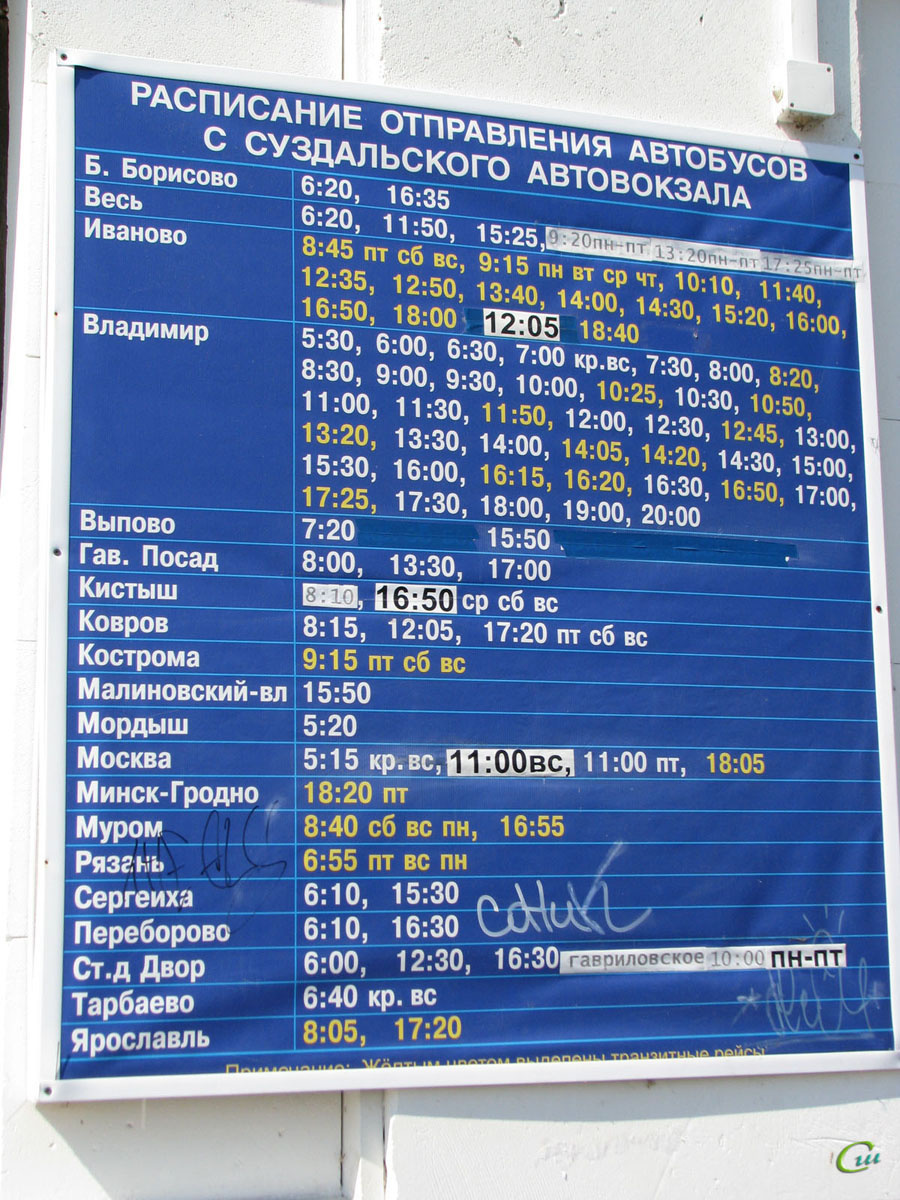 РАСПИСАНИЕ ОТПРАВЛЕНИЯ АВТОБУСОВ
С СУЗДАЛЬСКОГО АВТОВОКЗАЛА
Б. Борисово 6:20, 16:35
Весь 6:20, 11:50, 15:25, 9:20пн-пт 13:20пн-пт 17:25пн-пт
Иваново 8:45 пт сб вс, 9:15 пн вт ср чт, 10:10, 11:40,
12:35, 12:50, 13:40, 14:00, 14:30, 15:20, 16:00,
16:50, 18:00 12:05 18:40
Владимир 5:30, 6:00, 6:30, 7:00 кр.вс, 7:30, 8:00, 8:20,
8:30, 9:00, 9:30, 10:00, 10:25, 10:30, 10:50,
11:00, 11:30, 11:50, 12:00, 12:30, 12:45, 13:00,
13:20, 13:30, 14:00, 14:05, 14:20, 14:30, 15:00,
15:30, 16:00, 16:15, 16:20, 16:30, 16:50, 17:00,
17:25, 17:30, 18:00, 19:00, 20:00
Выпово 7:20 15:50
Гав. Посад 8:00, 13:30, 17:00
Кистыш 8:10, 16:50 ср сб вс
Ковров 8:15, 12:05, 17:20 пт сб вс
Кострома 9:15 пт сб вс
Малиновский-вл 15:50
Мордыш 5:20
Москва 5:15 кр.вс, 11:00вс, 11:00 пт, 18:05
Минск-Гродно 18:20 пт
Муром 8:40 сб вс пн, 16:55
Рязань 6:55 пт вс пн
Сергеиха 6:10, 15:30
Переборово 6:10, 16:30 саник
Ст.д Двор 6:00, 12:30, 16:30 гавриловское 10:00 ПН-ПТ
Тарбаево 6:40 кр. вс
Ярославль 8:05, 17:20
Примечание: Жёлтым цветом выделены транзитные рейсы